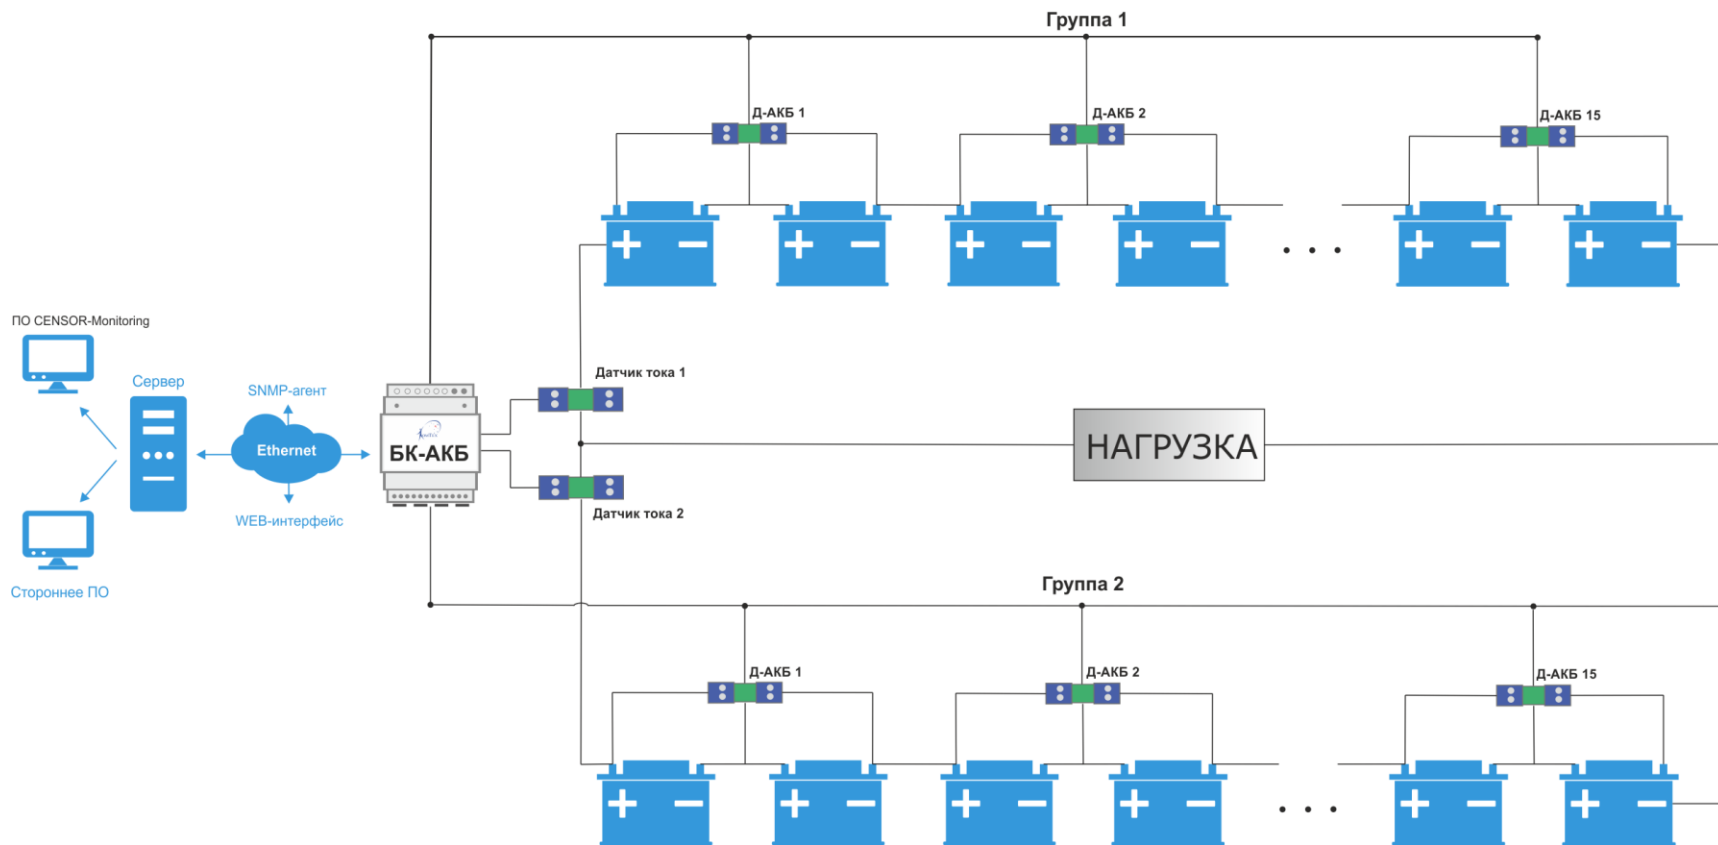 Группа 1
Д-АКБ 1
Д-АКБ 2
Д-АКБ 15
ПО CENSOR-Monitoring
Сервер
SNMP-агент
Ethernet
WEB-интерфейс
Стороннее ПО
БК-АКБ
Датчик тока 1
НАГРУЗКА
Датчик тока 2
Группа 2
Д-АКБ 1
Д-АКБ 2
Д-АКБ 15